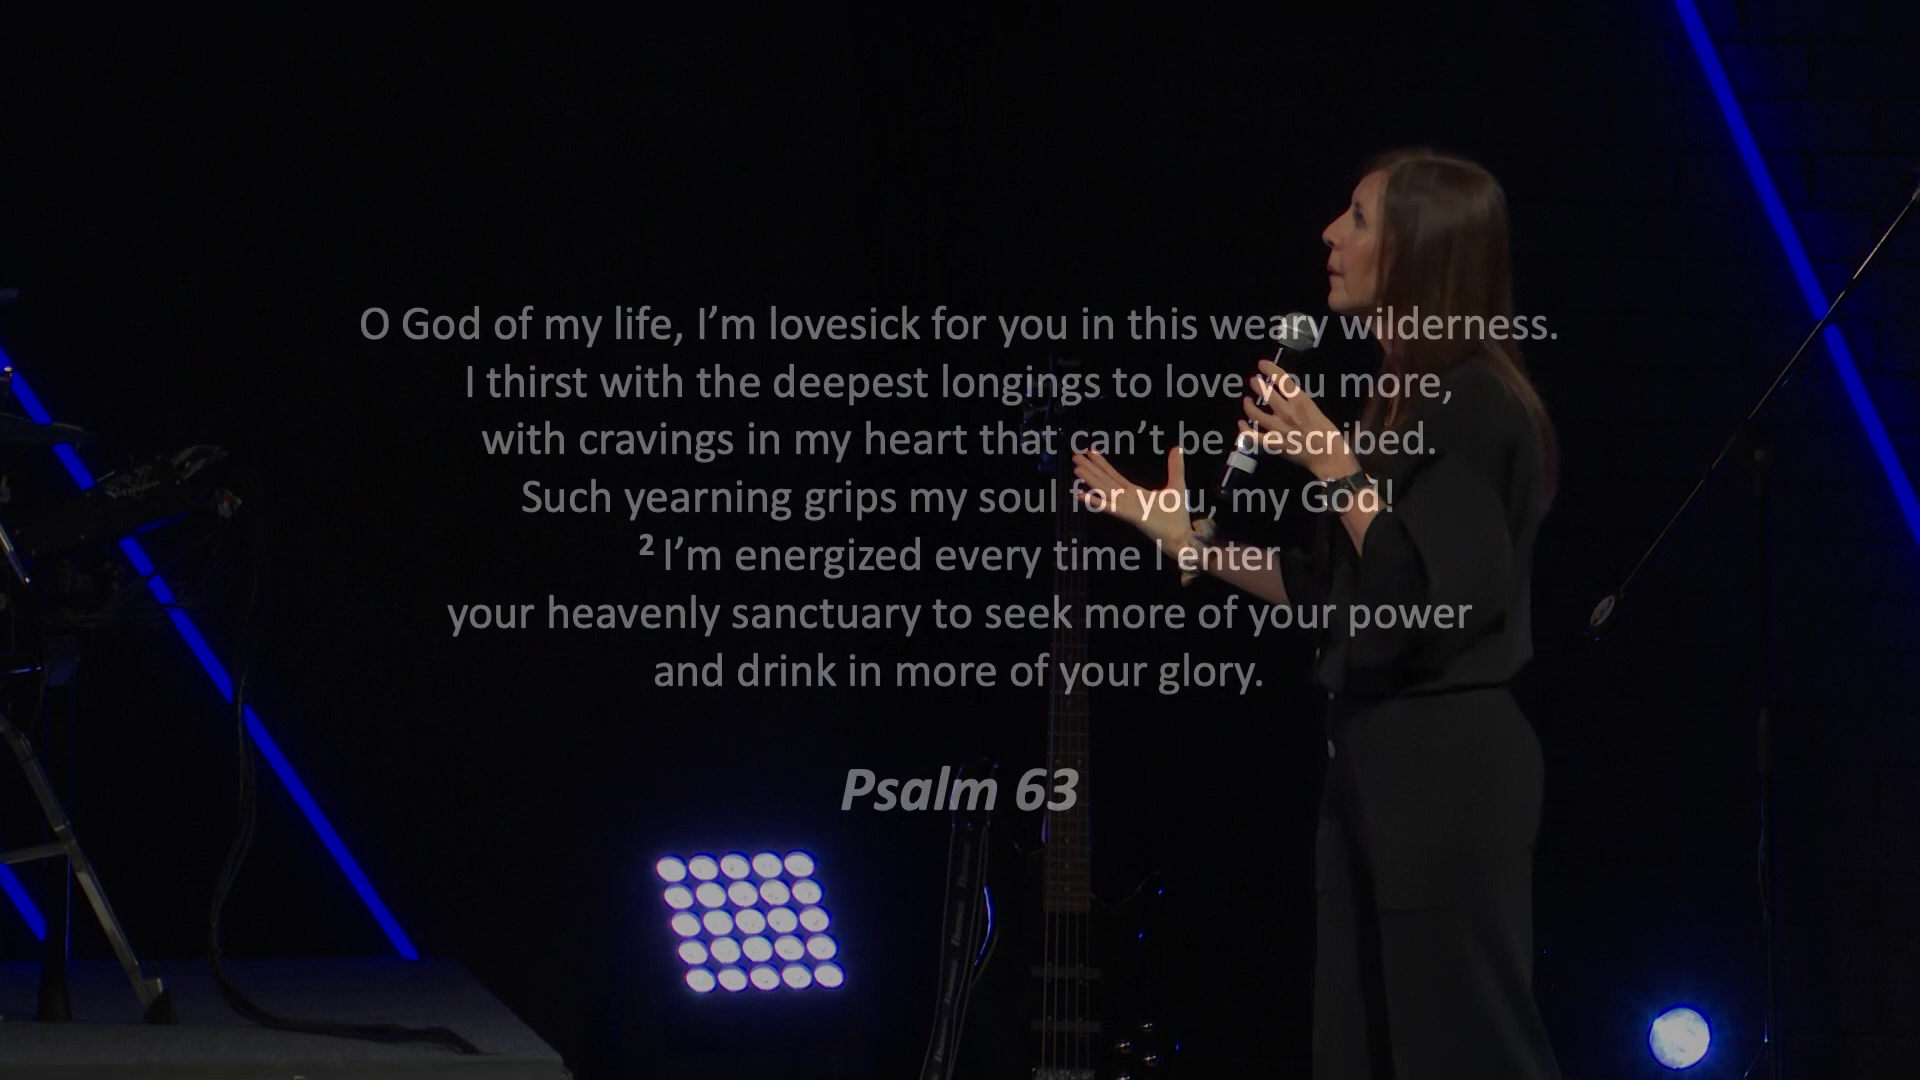 O God of my life, I’m lovesick for you in this weary wilderness.
I thirst with the deepest longings to love you more,
with cravings in my heart that can’t be described.
Such yearning grips my soul for you, my God!
² I’m energized every time I enter
your heavenly sanctuary to seek more of your power
and drink in more of your glory.
Psalm 63